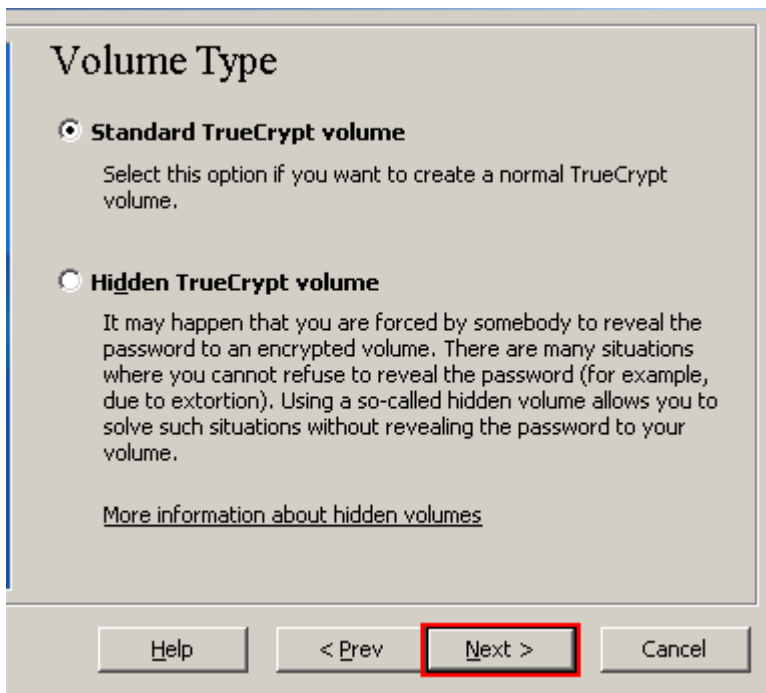 Volume Type
Standard TrueCrypt volume
Select this option if you want to create a normal TrueCrypt
volume.
Hidden TrueCrypt volume
It may happen that you are forced by somebody to reveal the
password to an encrypted volume. There are many situations
where you cannot refuse to reveal the password (for example,
due to extortion). Using a so-called hidden volume allows you to
solve such situations without revealing the password to your
volume.
More information about hidden volumes
Help < Prev Next > Cancel